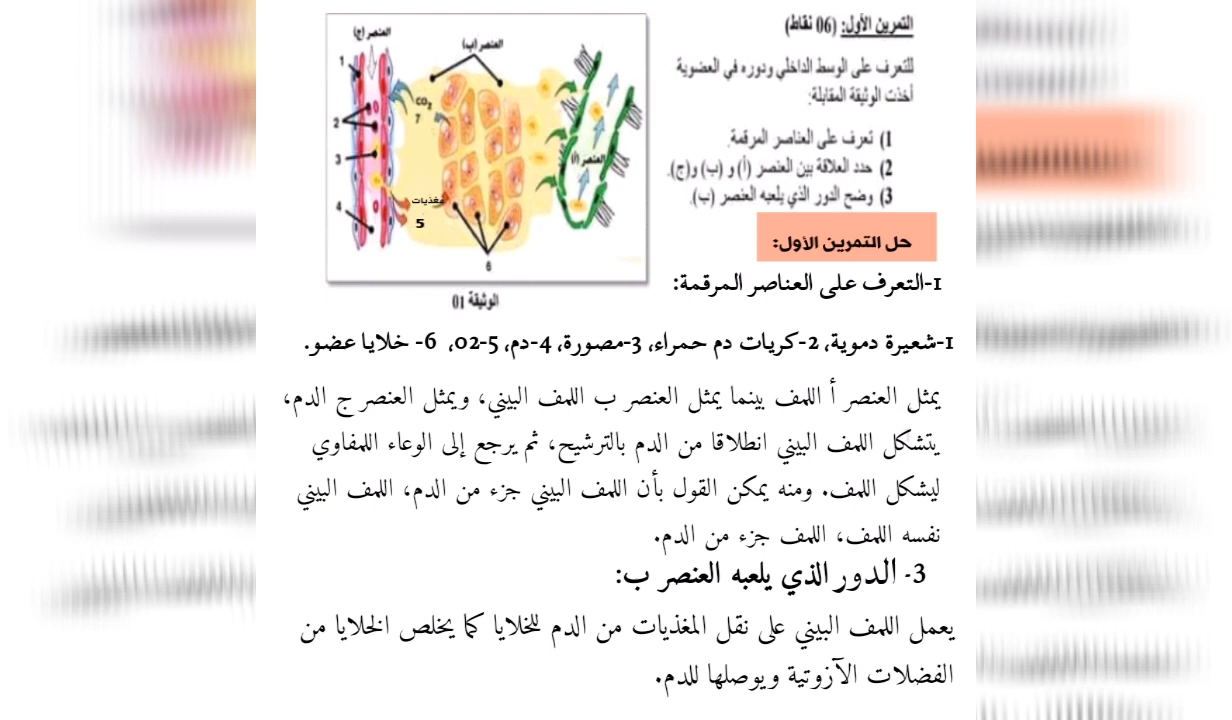 التمرين الأول: (06 نقاط)
للتعرف على الوسط الداخلي ودوره في العضوية
أخذت الوثيقة المقابلة:
1) تعرف على العناصر المرقمة.
2) حدد العلاقة بين العنصر (أ) و (ب) و(ج).
3) وضح الدور الذي يلعبه العنصر (ب).
العنصر (ج)
العنصر (ب)
العنصر (أ)
1
2
3
4
CO2
7
مغذيات
5
6
الوثيقة 01
حل التمرين الأول:
1-التعرف على العناصر المرقمة:
1-شعيرة دموية، 2-كريات دم حمراء، 3-مصورة، 4-دم، 5-o2، 6- خلايا عضو.
يمثل العنصر أ اللمف بينما يمثل العنصر ب اللمف البيني، ويمثل العنصر ج الدم،
يتشكل اللمف البيني انطلاقا من الدم بالترشيح، ثم يرجع إلى الوعاء اللمفاوي
ليشكل اللمف. ومنه يمكن القول بأن اللمف البيني جزء من الدم، اللمف البيني
نفسه اللمف، اللمف جزء من الدم.
3- الدور الذي يلعبه العنصر ب:
يعمل اللمف البيني على نقل المغذيات من الدم للخلايا كما يخلص الخلايا من
الفضلات الآزوتية ويوصلها للدم.